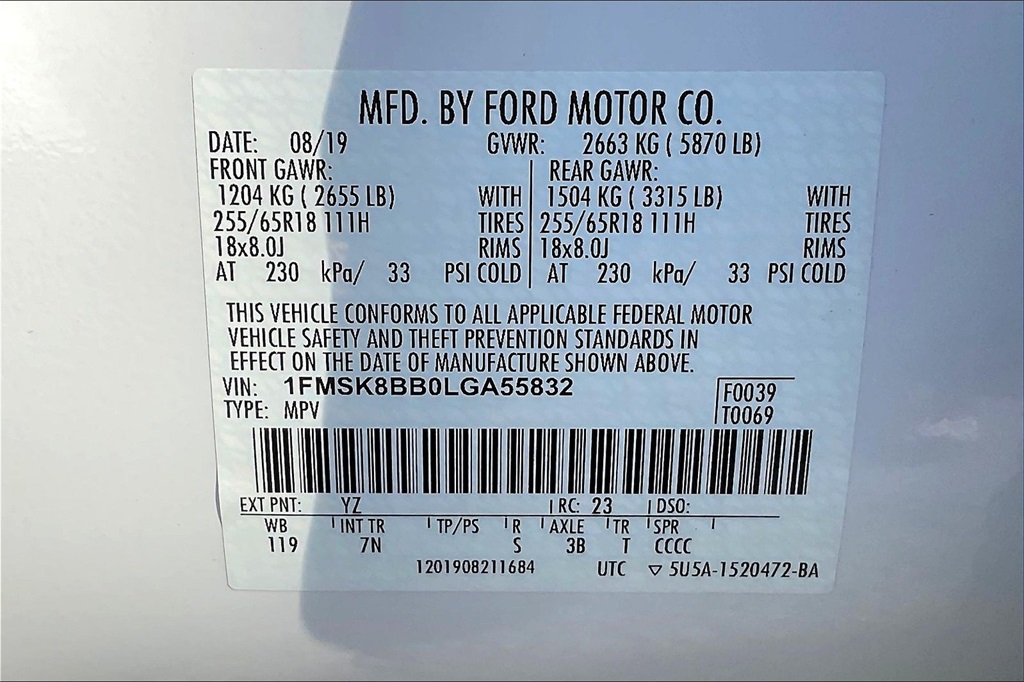 MFD. BY FORD MOTOR CO.
DATE: 08/19 GVWR: 2663 KG ( 5870 LB)
FRONT GAWR: REAR GAWR:
1204 KG ( 2655 LB) WITH 1504 KG ( 3315 LB) WITH
255/65R18 111H TIRES 255/65R18 111H TIRES
18x8.0J RIMS 18x8.0J RIMS
AT 230 kPa/ 33 PSI COLD AT 230 kPa/ 33 PSI COLD
THIS VEHICLE CONFORMS TO ALL APPLICABLE FEDERAL MOTOR
VEHICLE SAFETY AND THEFT PREVENTION STANDARDS IN
EFFECT ON THE DATE OF MANUFACTURE SHOWN ABOVE.
VIN: 1FMSK8BB0LGA55832 F0039
TYPE: MPV T0069
EXT PNT: YZ RC: 23 DSO:
WB INT TR TP/PS R AXLE TR SPR
119 7N S 3B T CCCC
1201908211684 UTC ▽ 5U5A-1520472-BA